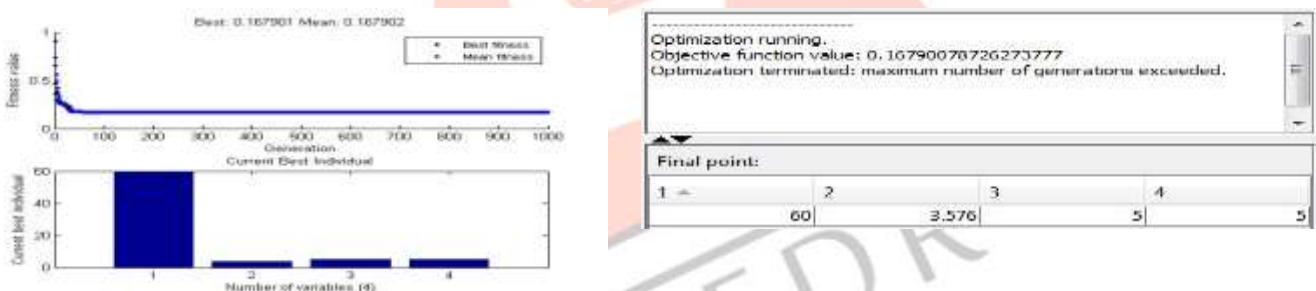 Best: 0.167901 Mean: 0.167902
Best fitness
Mean fitness
Fitness value
1
0.5
0
0 100 200 300 400 500 600 700 800 900 1000
Generation
Current Best Individual
Current best individual
60
40
20
0
1 2 3 4
Number of variables (4)
Optimization running.
Objective function value: 0.16790078726273777
Optimization terminated: maximum number of generations exceeded.
Final point:
1 2 3 4
60 3.576 5 5
EDR